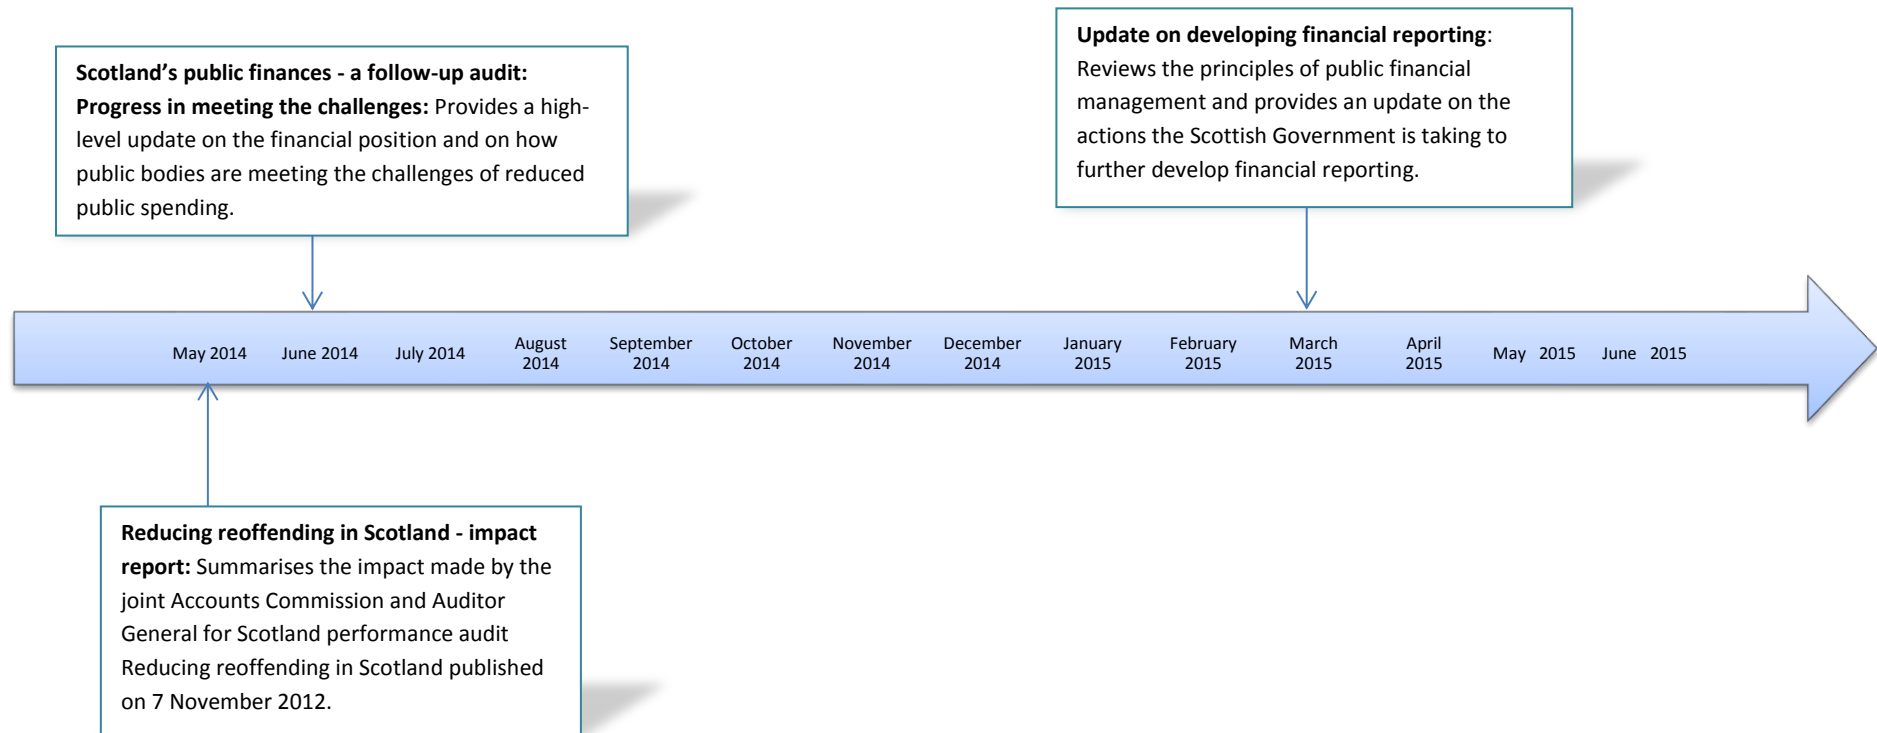 Scotland's public finances - a follow-up audit:
Progress in meeting the challenges: Provides a high-
level update on the financial position and on how
public bodies are meeting the challenges of reduced
public spending.
Update on developing financial reporting:
Reviews the principles of public financial
management and provides an update on the
actions the Scottish Government is taking to
further develop financial reporting.
May 2014
June 2014
July 2014
August
2014
September
2014
October
2014
November
2014
December
2014
January
2015
February
2015
March
2015
April
2015
May 2015
June 2015
Reducing reoffending in Scotland - impact
report: Summarises the impact made by the
joint Accounts Commission and Auditor
General for Scotland performance audit
Reducing reoffending in Scotland published
on 7 November 2012.